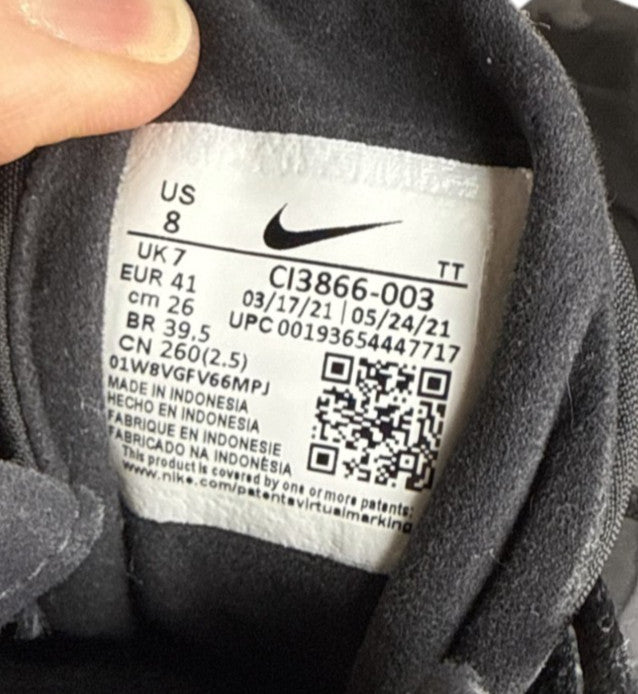 US
8
TT
UK 7
CI3866-003
EUR 41
03/17/21 | 05/24/21
cm 26
UPC 00193654447717
BR 39,5
CN 260(2.5)
01W8VGFV66MPJ
MADE IN INDONESIA
HECHO EN INDONESIA
FABRIQUE EN INDONESIE
FABRICADO NA INDONÈSIA
This product is covered by one or more patents:
www.nike.com/patentsvirtualmarking